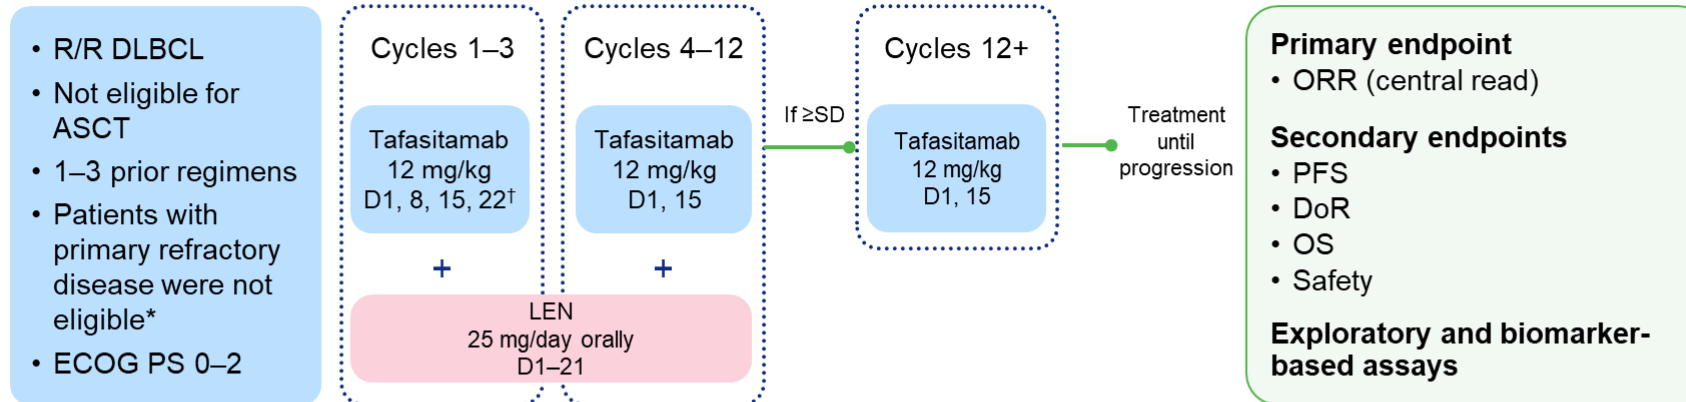 • R/R DLBCL
• Not eligible for
ASCT
• 1–3 prior regimens
• Patients with
primary refractory
disease were not
eligible*
• ECOG PS 0–2
Cycles 1–3
Tafasitamab
12 mg/kg
D1, 8, 15, 22†
+
Cycles 4–12
Tafasitamab
12 mg/kg
D1, 15
+
LEN
25 mg/day orally
D1–21
If ≥SD
Cycles 12+
Tafasitamab
12 mg/kg
D1, 15
Treatment
until
progression
Primary endpoint
• ORR (central read)
Secondary endpoints
• PFS
• DoR
• OS
• Safety
Exploratory and biomarker-
based assays